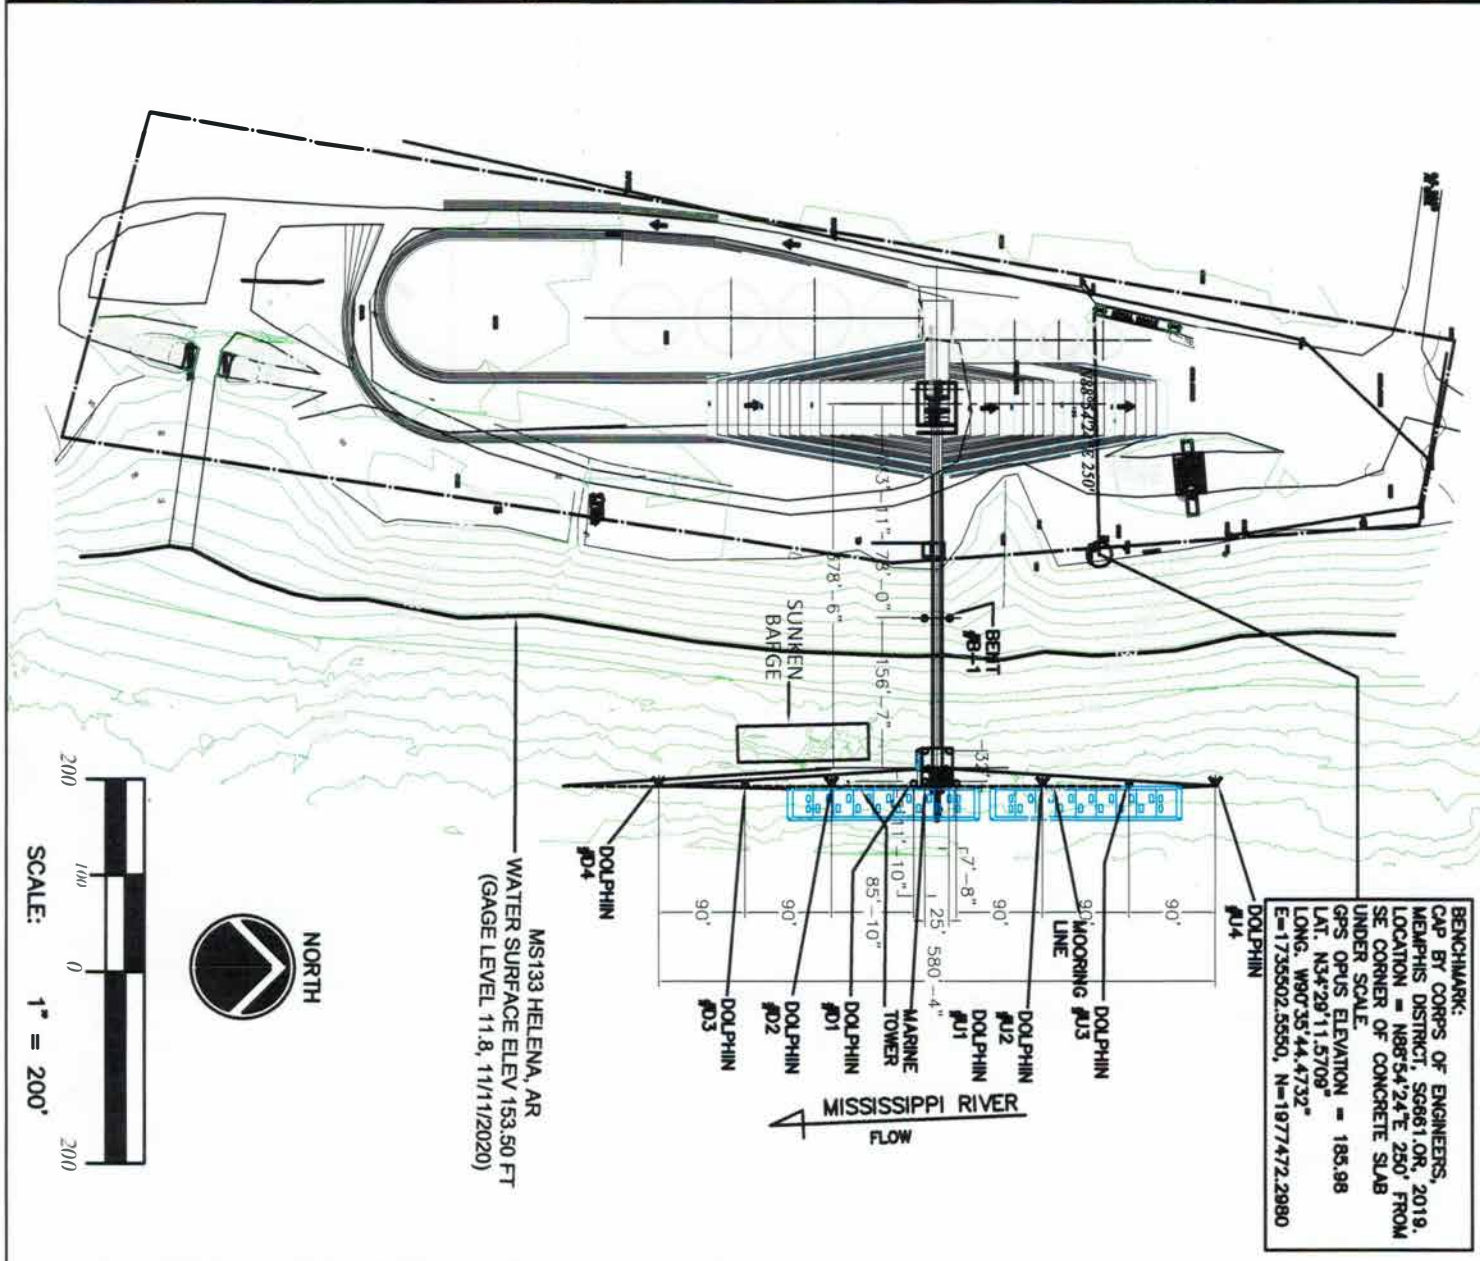 BENCHMARK:
CAP BY CORPS OF ENGINEERS,
MEMPHIS DISTRICT, SG661.OR, 2019.
LOCATION = N88°54'24"E 250' FROM
SE CORNER OF CONCRETE SLAB
UNDER SCALE.
GPS OPUS ELEVATION = 185.98
LAT. N34°29'11.5709"
LONG. W90°35'44.4732"
E=1735502.5550, N=1977472.2980
DOLPHIN
#U4
DOLPHIN
#U3
MOORING
LINE
DOLPHIN
#U2
DOLPHIN
#U1
MARINE
TOWER
DOLPHIN
#D1
DOLPHIN
#D2
DOLPHIN
#D3
DOLPHIN
#D4
90'
90'
90'
90'
7'-8"
25'
580'-4"
11'-10"
85'-10"
32'
BENT
#B-1
156'-7"
78'-0"
378'-6"
SUNKEN
BARGE
MISSISSIPPI RIVER
FLOW
MS133 HELENA, AR
WATER SURFACE ELEV 153.50 FT
(GAGE LEVEL 11.8, 11/11/2020)
NORTH
200
100
0
200
SCALE: 1" = 200'